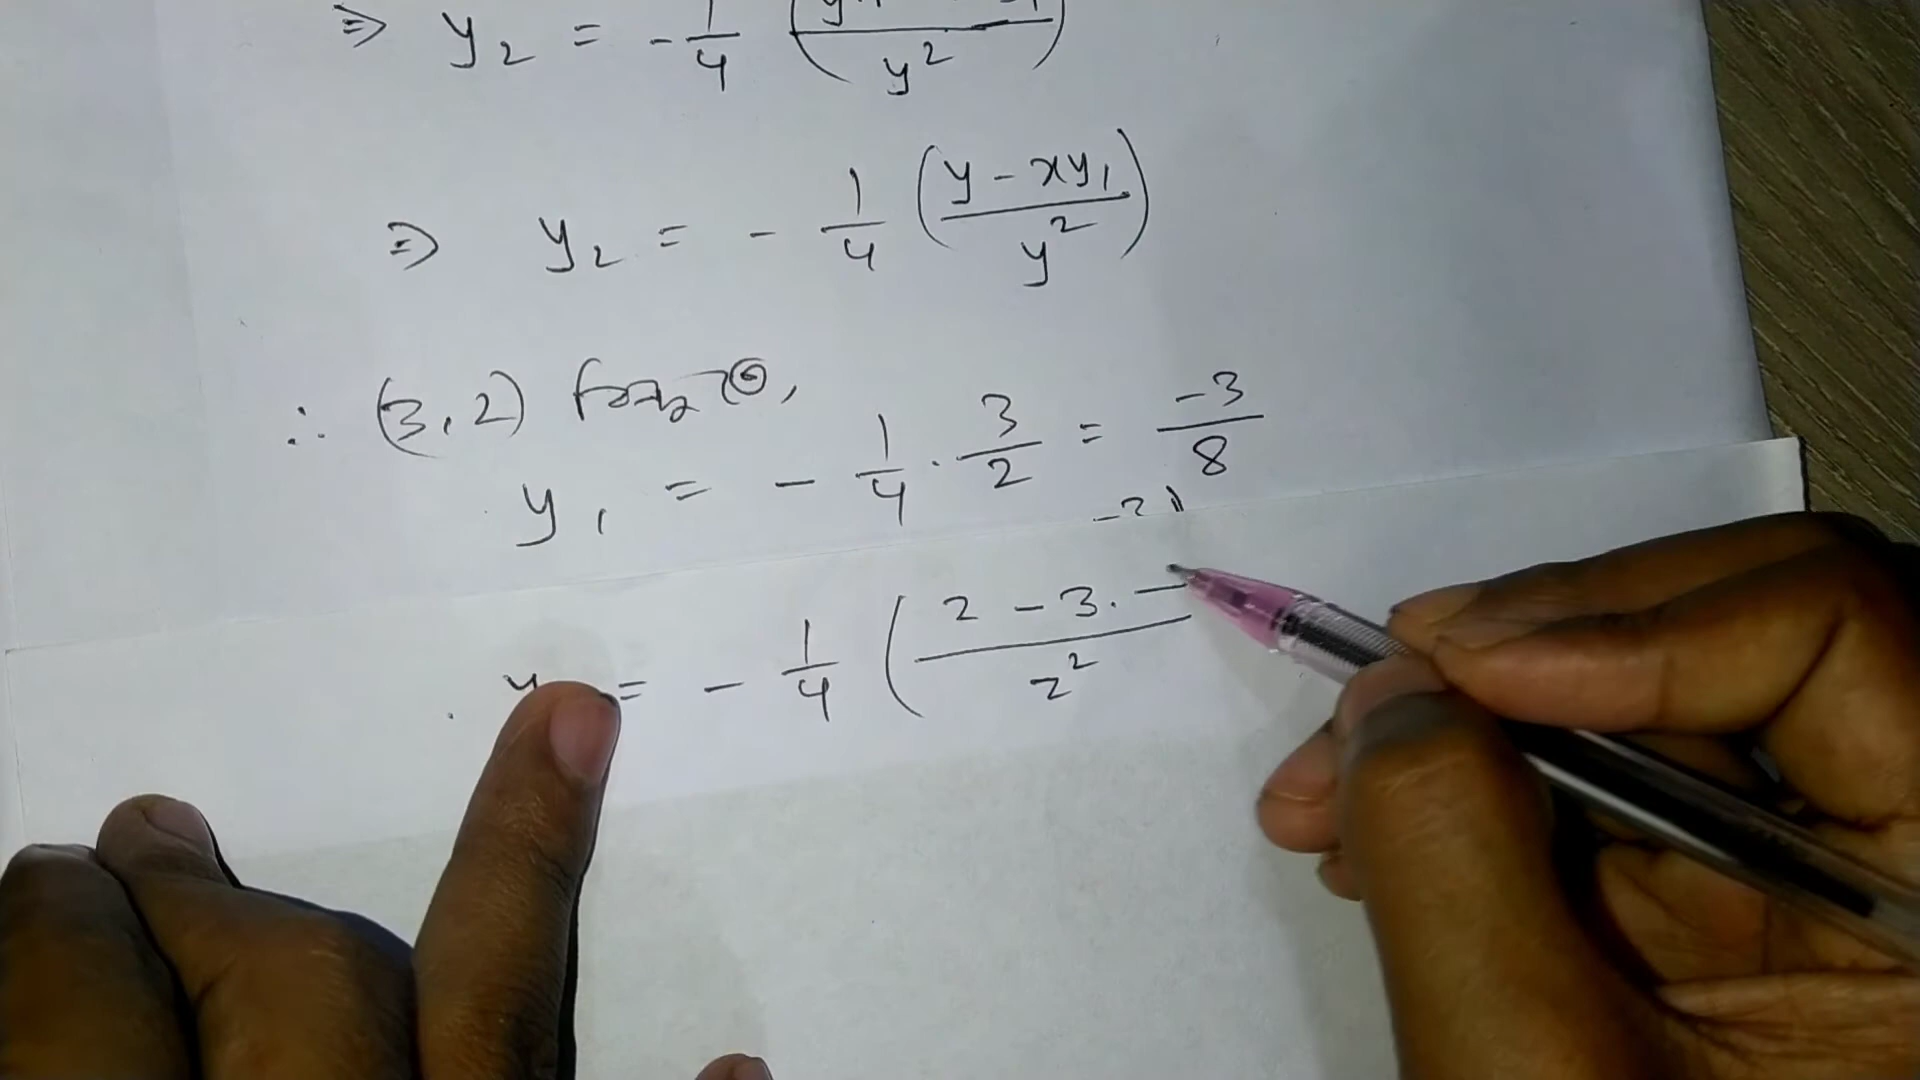 ⇒ y₂ = - 1/4 ( / y²)
⇒ y₂ = - 1/4 ((y - xy₁)/y²)
∴ (3, 2) বিন্দুতে,
y₁ = - 1/4 · 3/2 = -3/8
= - 1/4 ( (2 - 3 · -)/2²